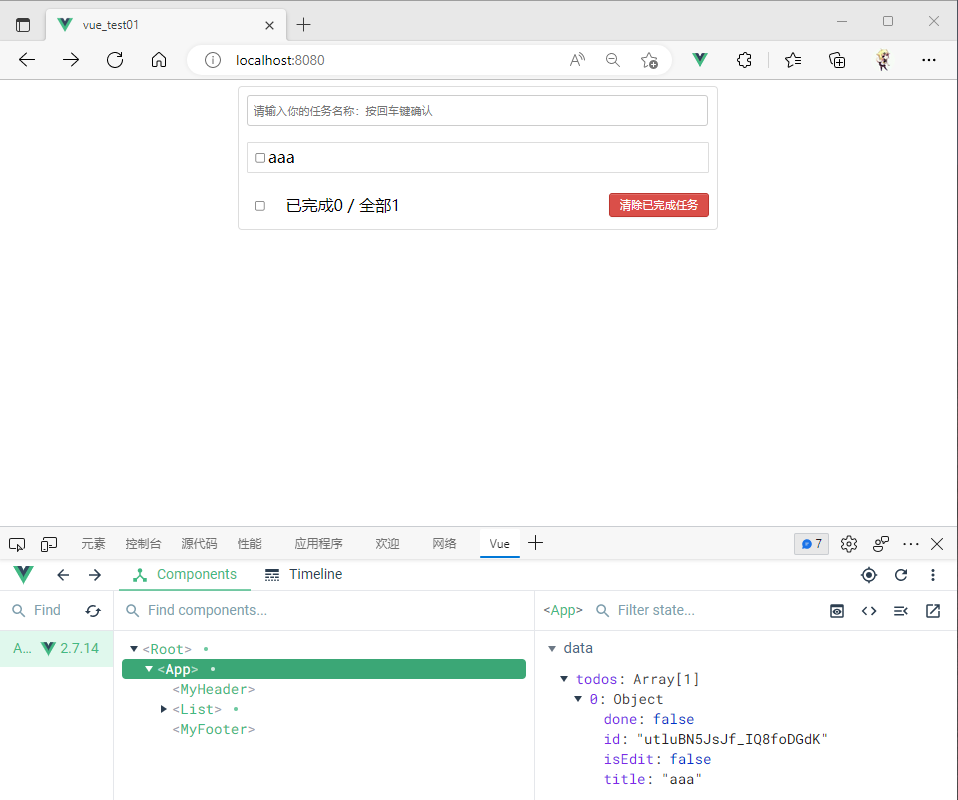 vue_test01
localhost:8080
请输入你的任务名称：按回车键确认
aaa
已完成0 / 全部1
清除已完成任务
元素 控制台 源代码 性能 应用程序 欢迎 网络 Vue 7
Components Timeline
Find Find components... <App> Filter state...
A... 2.7.14
<Root>
<App>
<MyHeader>
<List>
<MyFooter>
data
todos: Array[1]
0: Object
done: false
id: "utluBN5JsJf_IQ8foDGdK"
isEdit: false
title: "aaa"